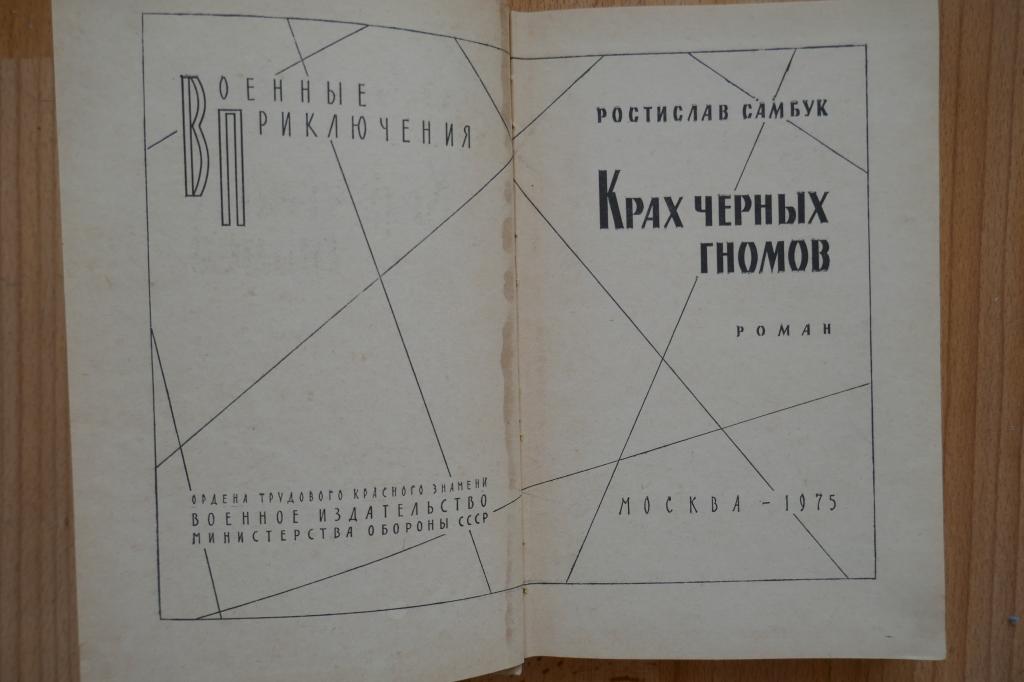 Военные
Приключения
ОРДЕНА ТРУДОВОГО КРАСНОГО ЗНАМЕНИ
ВОЕННОЕ ИЗДАТЕЛЬСТВО
МИНИСТЕРСТВА ОБОРОНЫ СССР
РОСТИСЛАВ САМБУК
КРАХ ЧЕРНЫХ
ГНОМОВ
РОМАН
МОСКВА – 1975